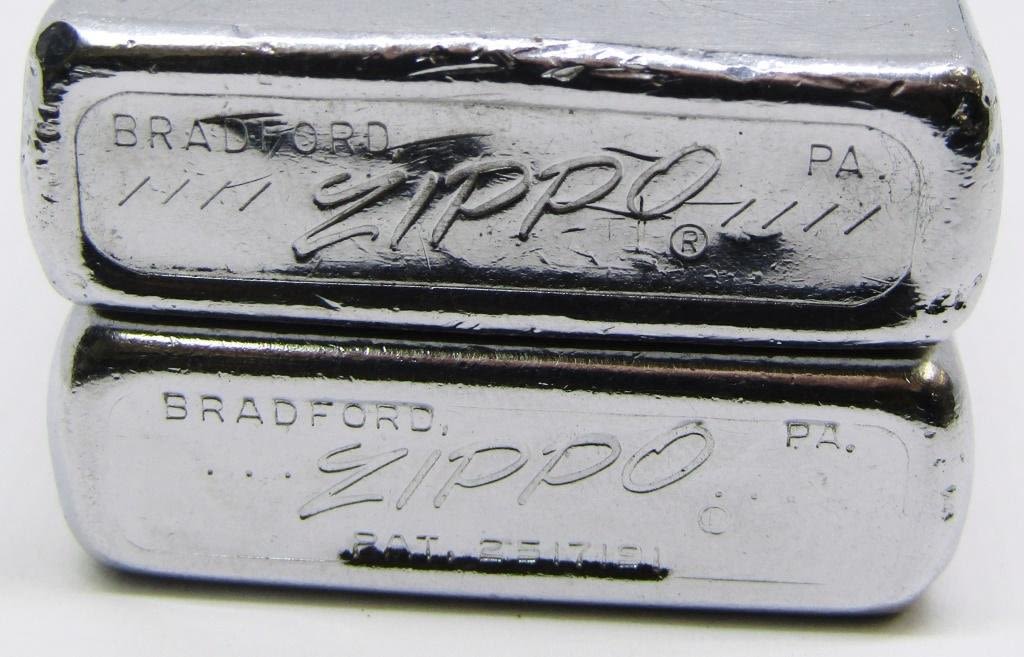 BRADFORD, PA.
//// ZIPPO ® ////
BRADFORD, PA.
.... ZIPPO ® ...
PAT. 2517191